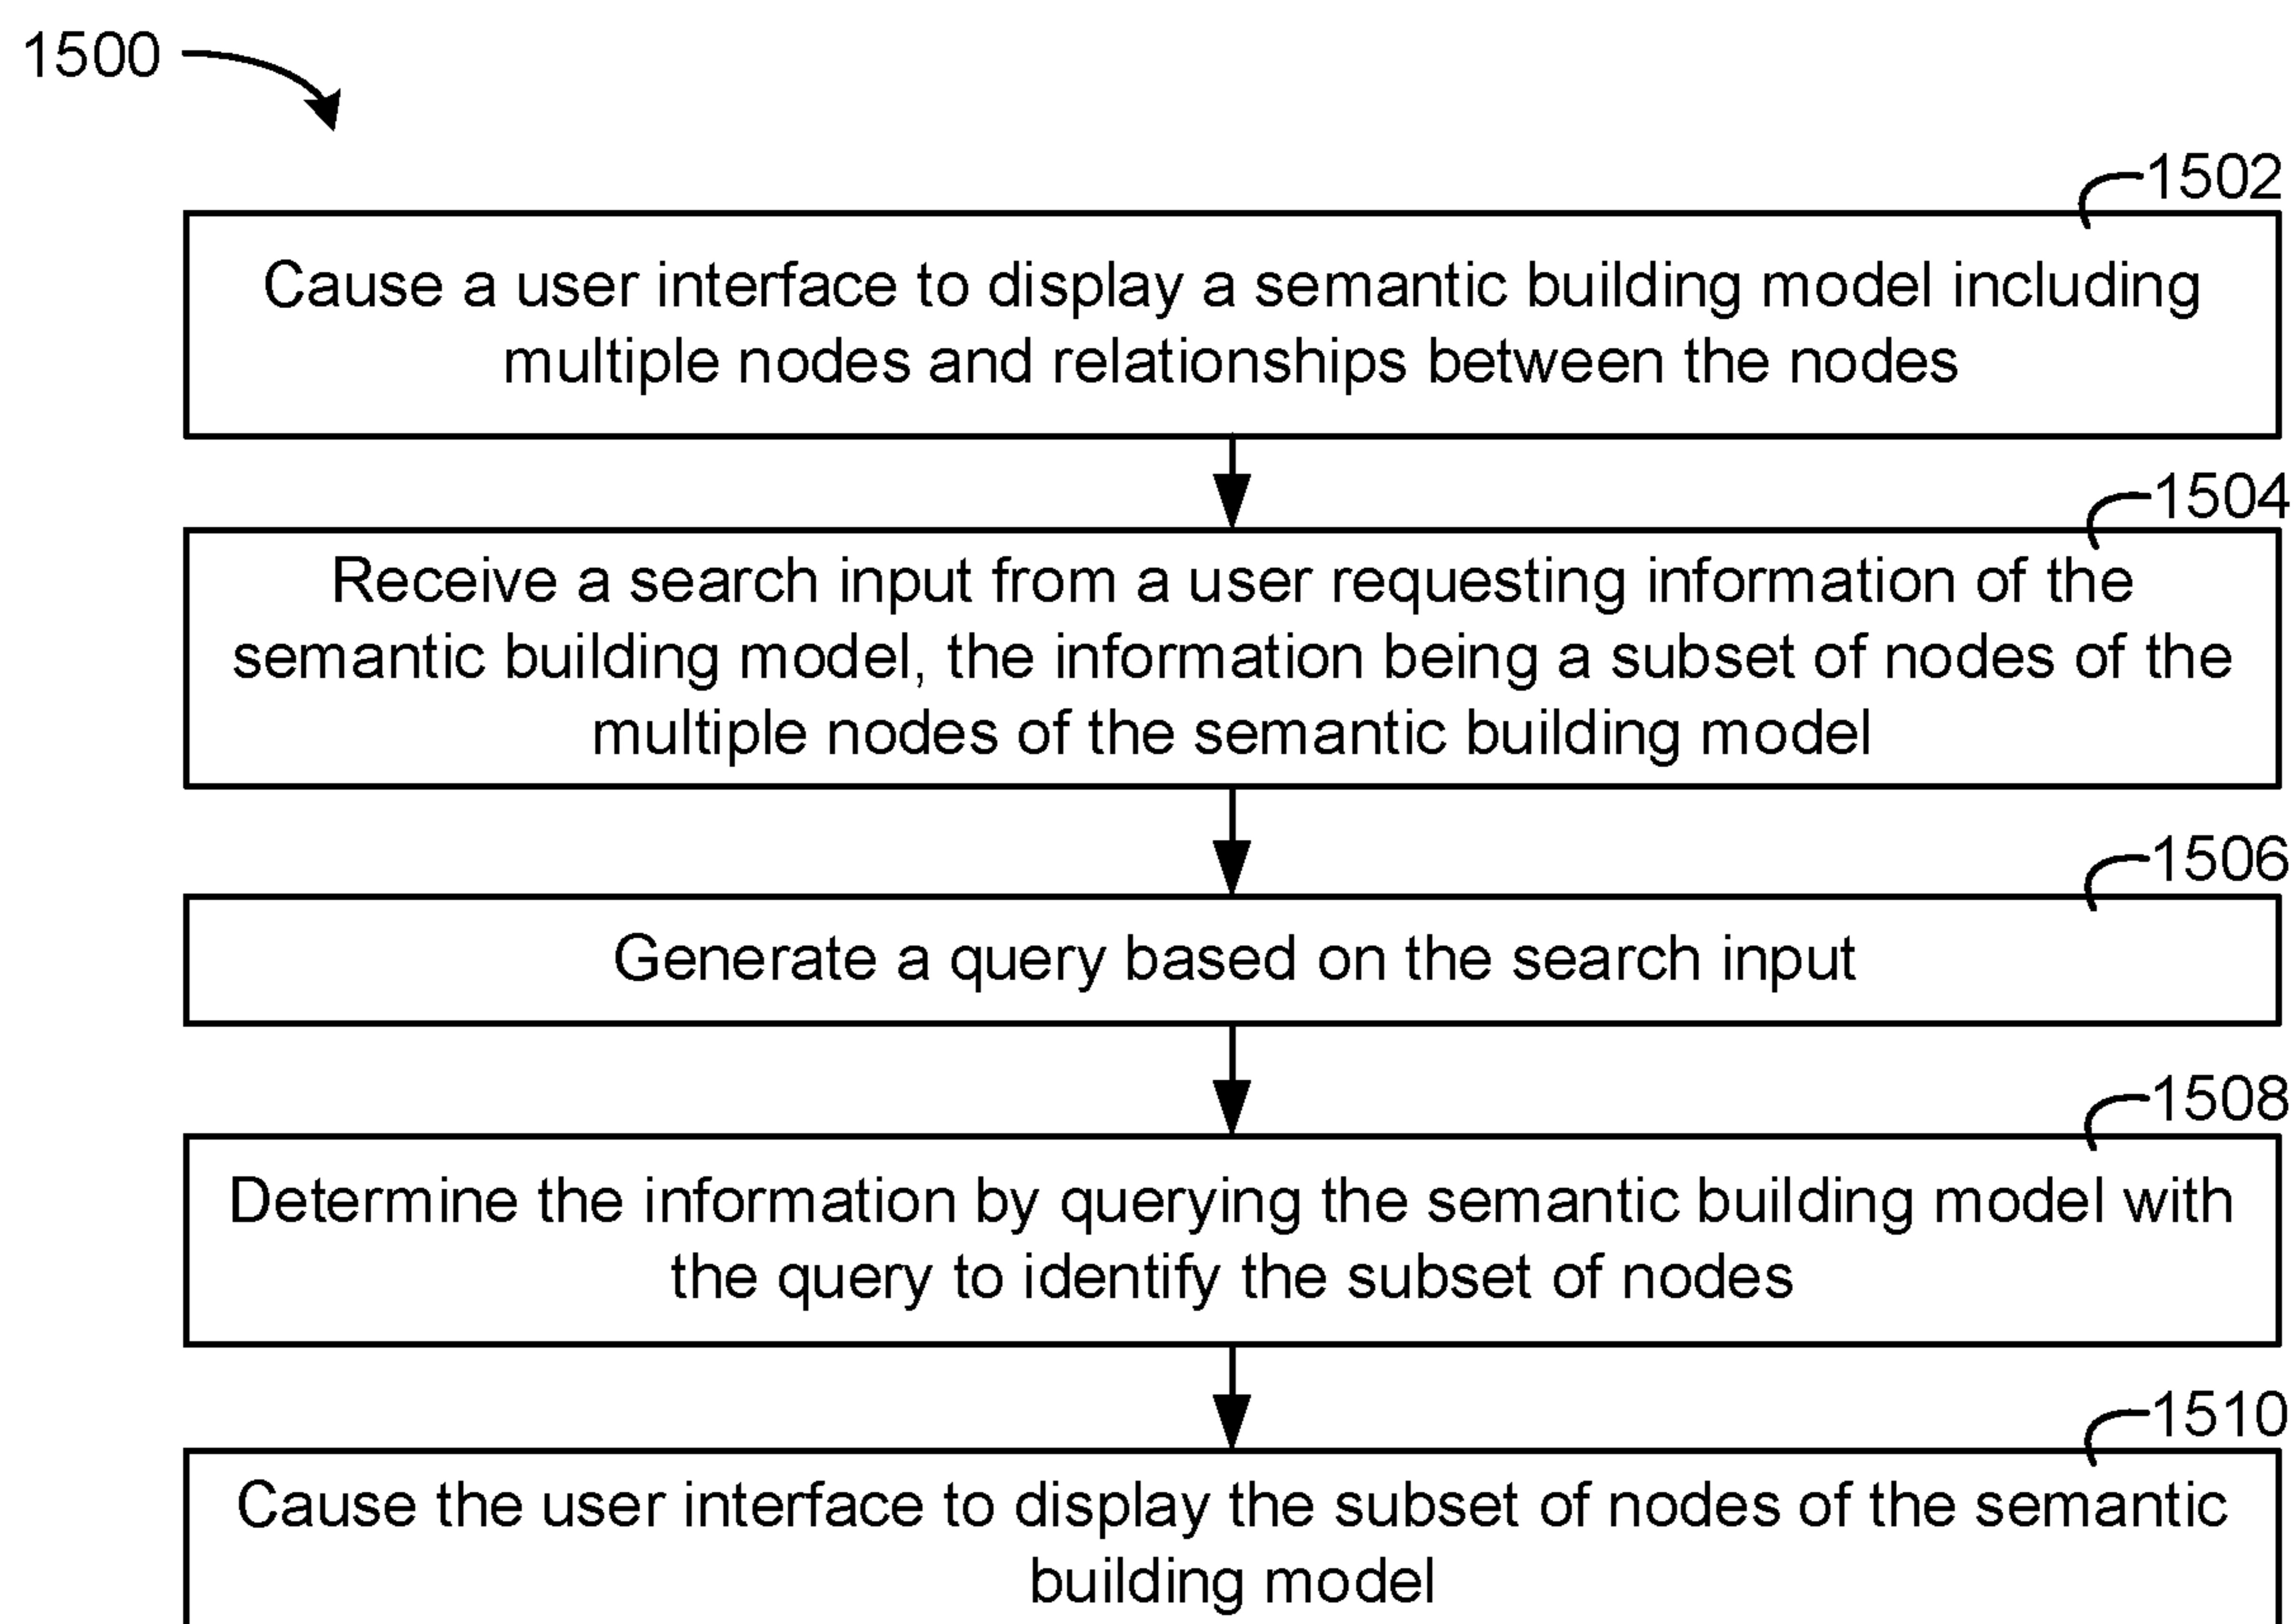 1500
1502
Cause a user interface to display a semantic building model including
multiple nodes and relationships between the nodes
1504
Receive a search input from a user requesting information of the
semantic building model, the information being a subset of nodes of the
multiple nodes of the semantic building model
1506
Generate a query based on the search input
1508
Determine the information by querying the semantic building model with
the query to identify the subset of nodes
1510
Cause the user interface to display the subset of nodes of the semantic
building model